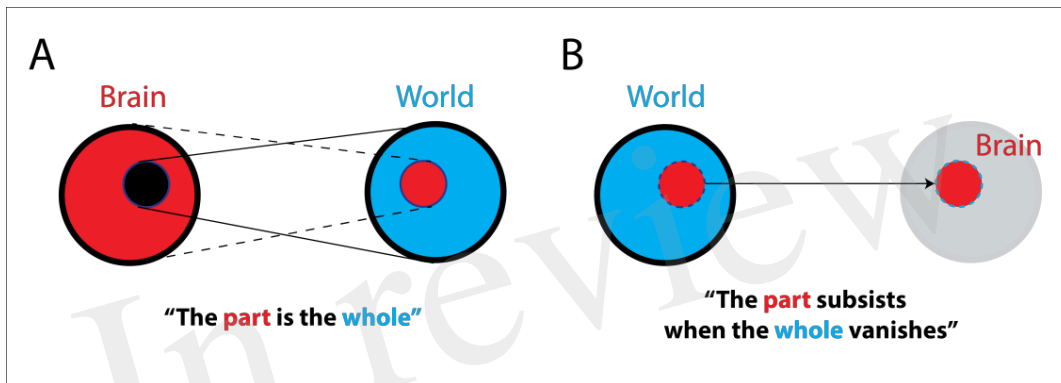 A
B
Brain
World
World
Brain
“The part is the whole”
“The part subsists
when the whole vanishes”
In review